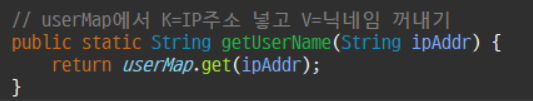 // userMap에서 K=IP주소 넣고 V=닉네임 꺼내기
public static String getUserName(String ipAddr) {
    return userMap.get(ipAddr);
}